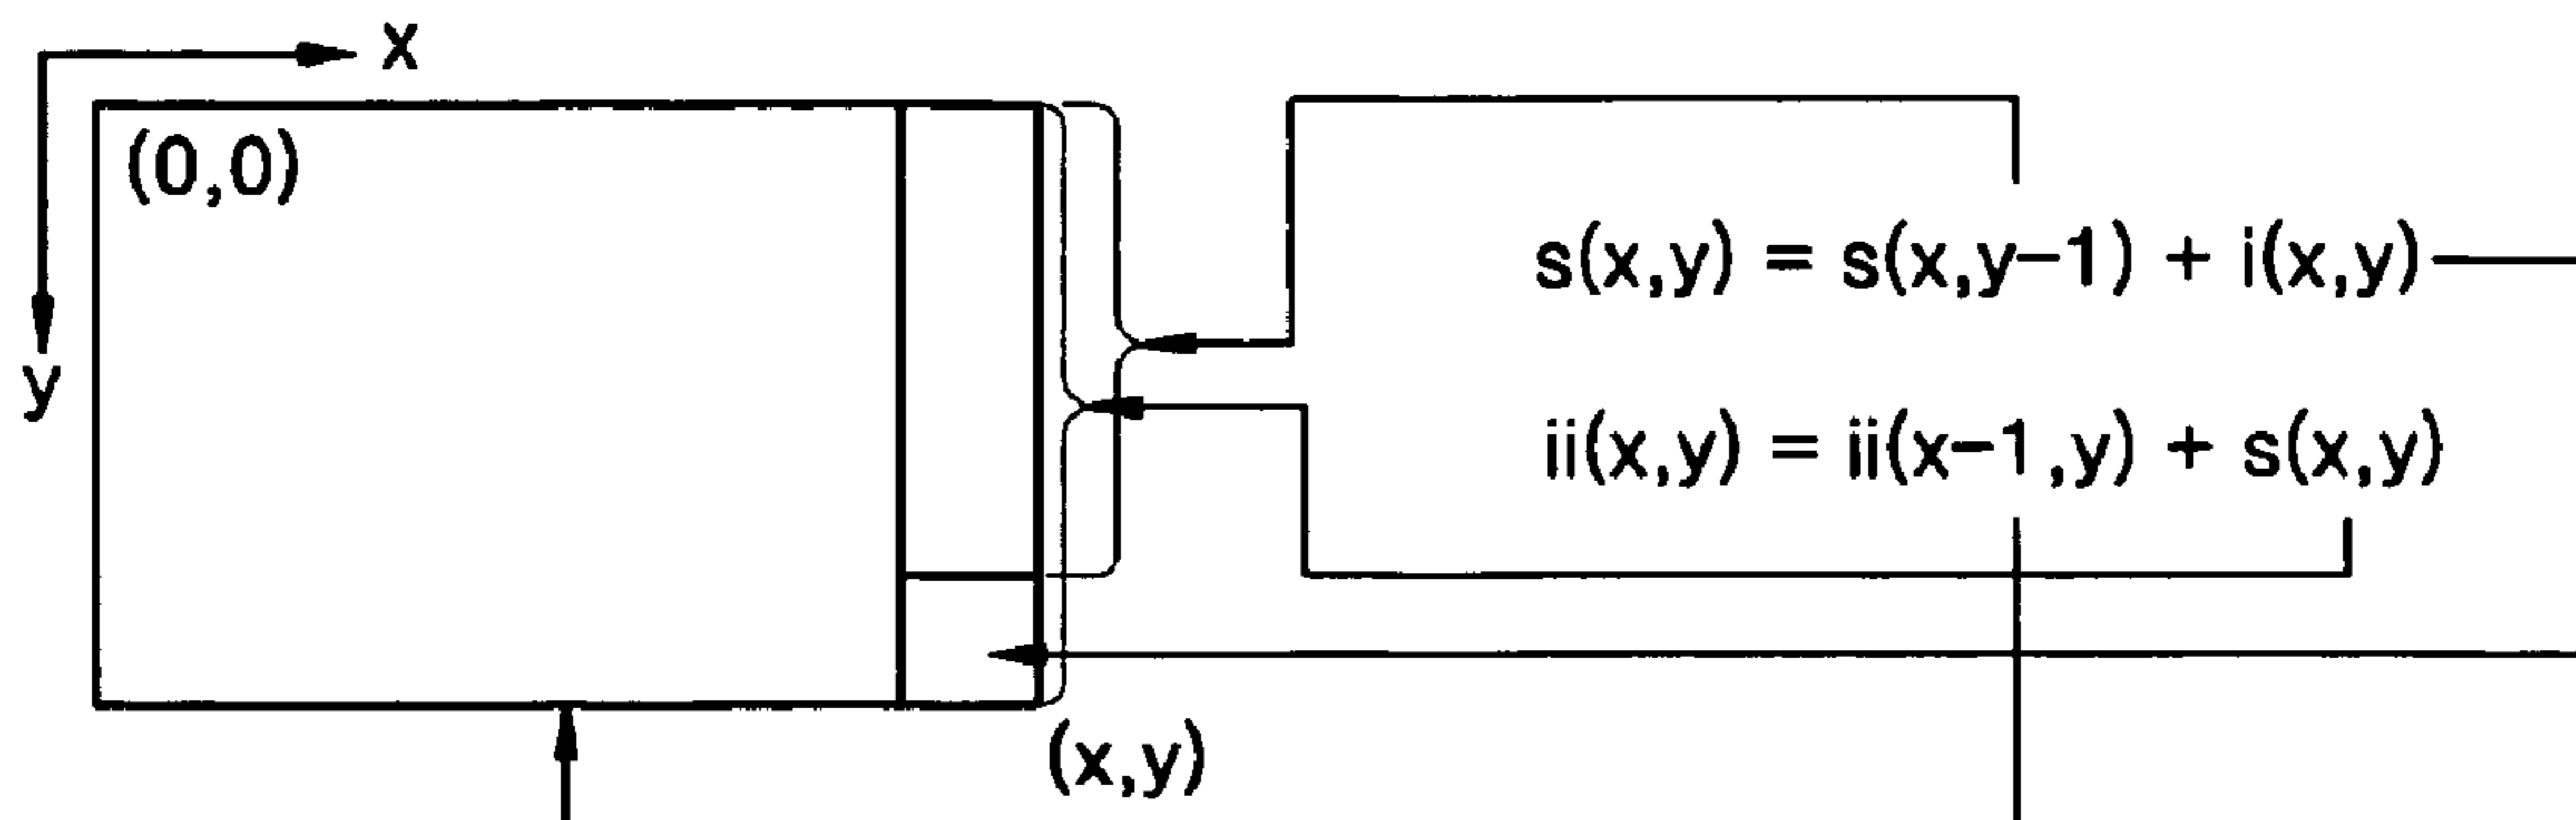 x
(0,0)
y
s(x,y) = s(x,y−1) + i(x,y)
ii(x,y) = ii(x−1,y) + s(x,y)
(x,y)